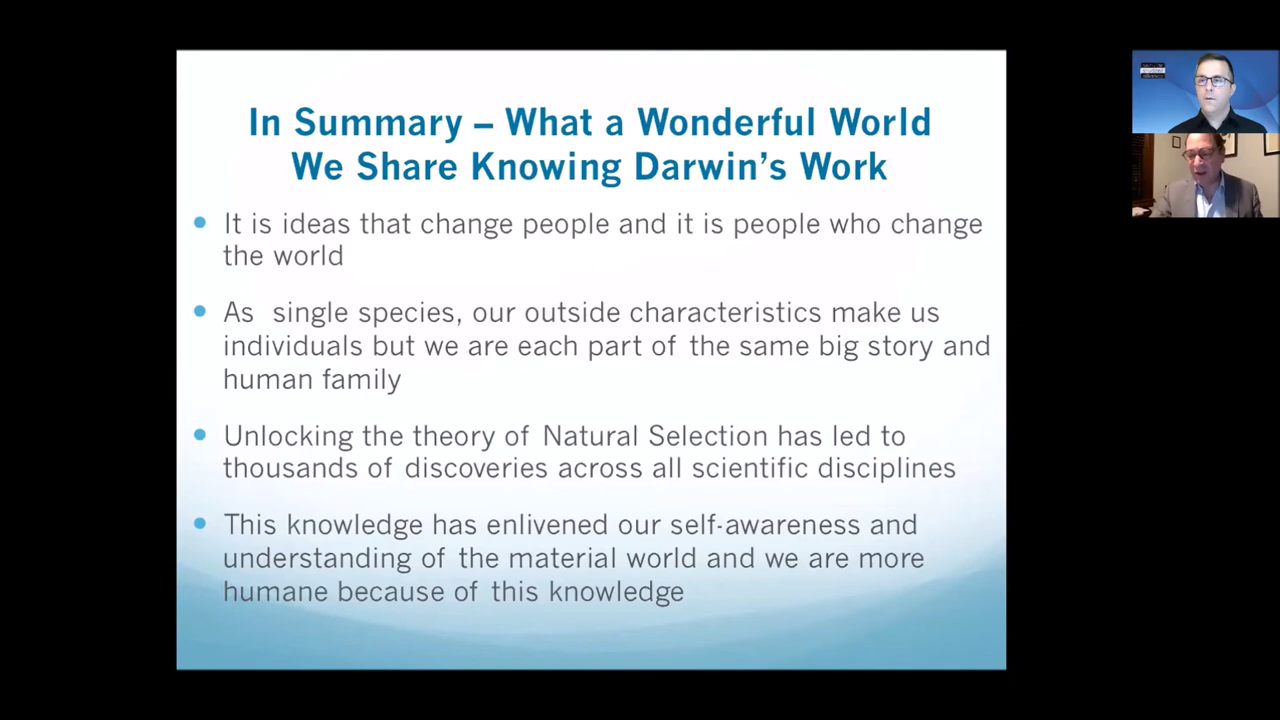 In Summary – What a Wonderful World
We Share Knowing Darwin's Work
It is ideas that change people and it is people who change
the world
As single species, our outside characteristics make us
individuals but we are each part of the same big story and
human family
Unlocking the theory of Natural Selection has led to
thousands of discoveries across all scientific disciplines
This knowledge has enlivened our self-awareness and
understanding of the material world and we are more
humane because of this knowledge